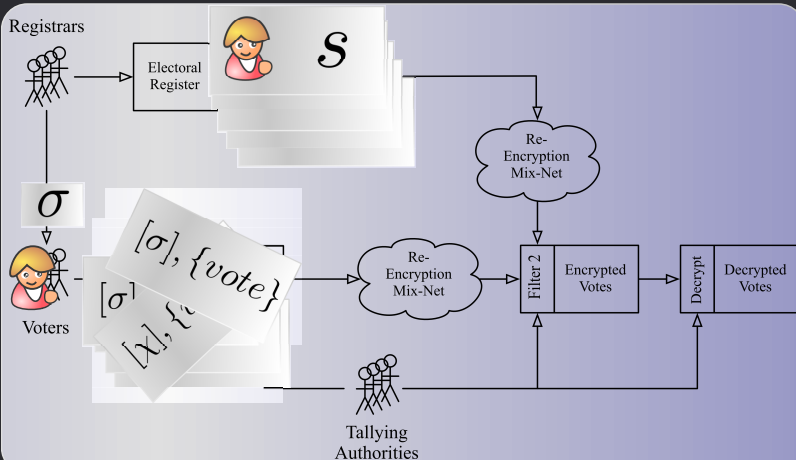 Registrars
Electoral
Register
S
Re-
Encryption
Mix-Net
σ
[σ], {vote}
[σ]
[χ], {
Re-
Encryption
Mix-Net
Filter 2
Encrypted
Votes
Decrypt
Decrypted
Votes
Voters
Tallying
Authorities